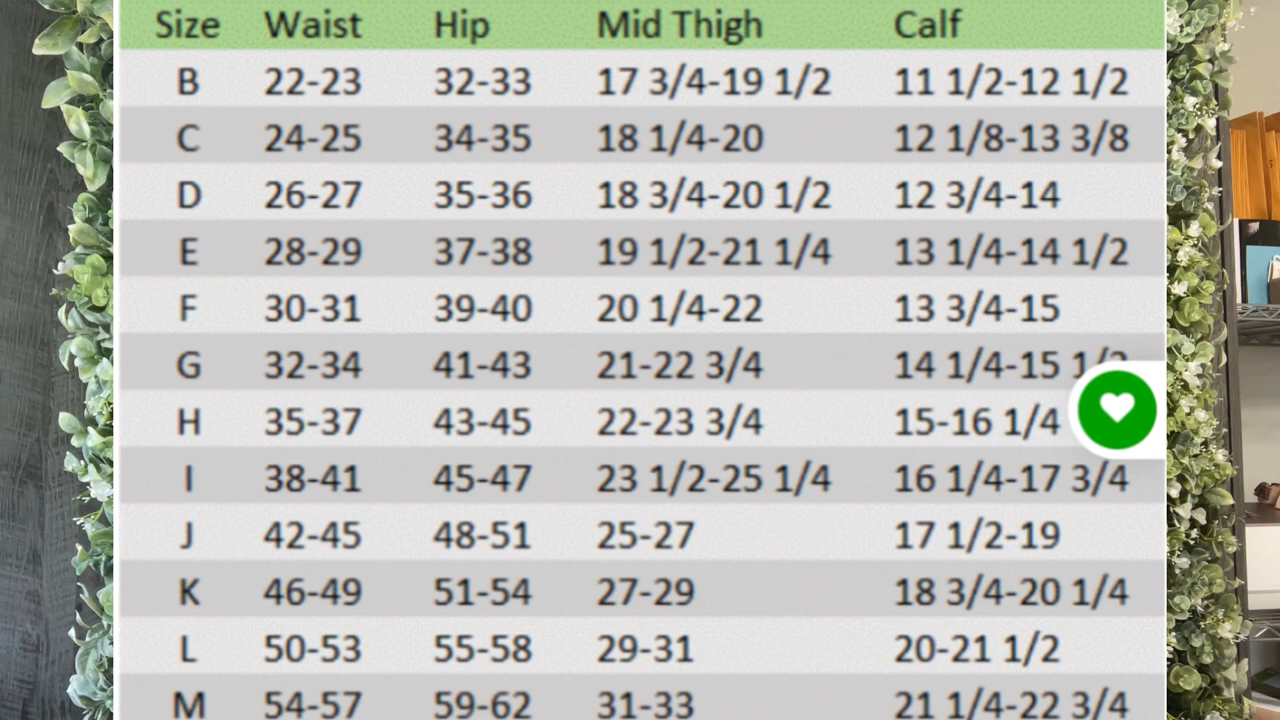 Size Waist Hip Mid Thigh Calf
B 22-23 32-33 17 3/4-19 1/2 11 1/2-12 1/2
C 24-25 34-35 18 1/4-20 12 1/8-13 3/8
D 26-27 35-36 18 3/4-20 1/2 12 3/4-14
E 28-29 37-38 19 1/2-21 1/4 13 1/4-14 1/2
F 30-31 39-40 20 1/4-22 13 3/4-15
G 32-34 41-43 21-22 3/4 14 1/4-15 1/2
H 35-37 43-45 22-23 3/4 15-16 1/4
I 38-41 45-47 23 1/2-25 1/4 16 1/4-17 3/4
J 42-45 48-51 25-27 17 1/2-19
K 46-49 51-54 27-29 18 3/4-20 1/4
L 50-53 55-58 29-31 20-21 1/2
M 54-57 59-62 31-33 21 1/4-22 3/4